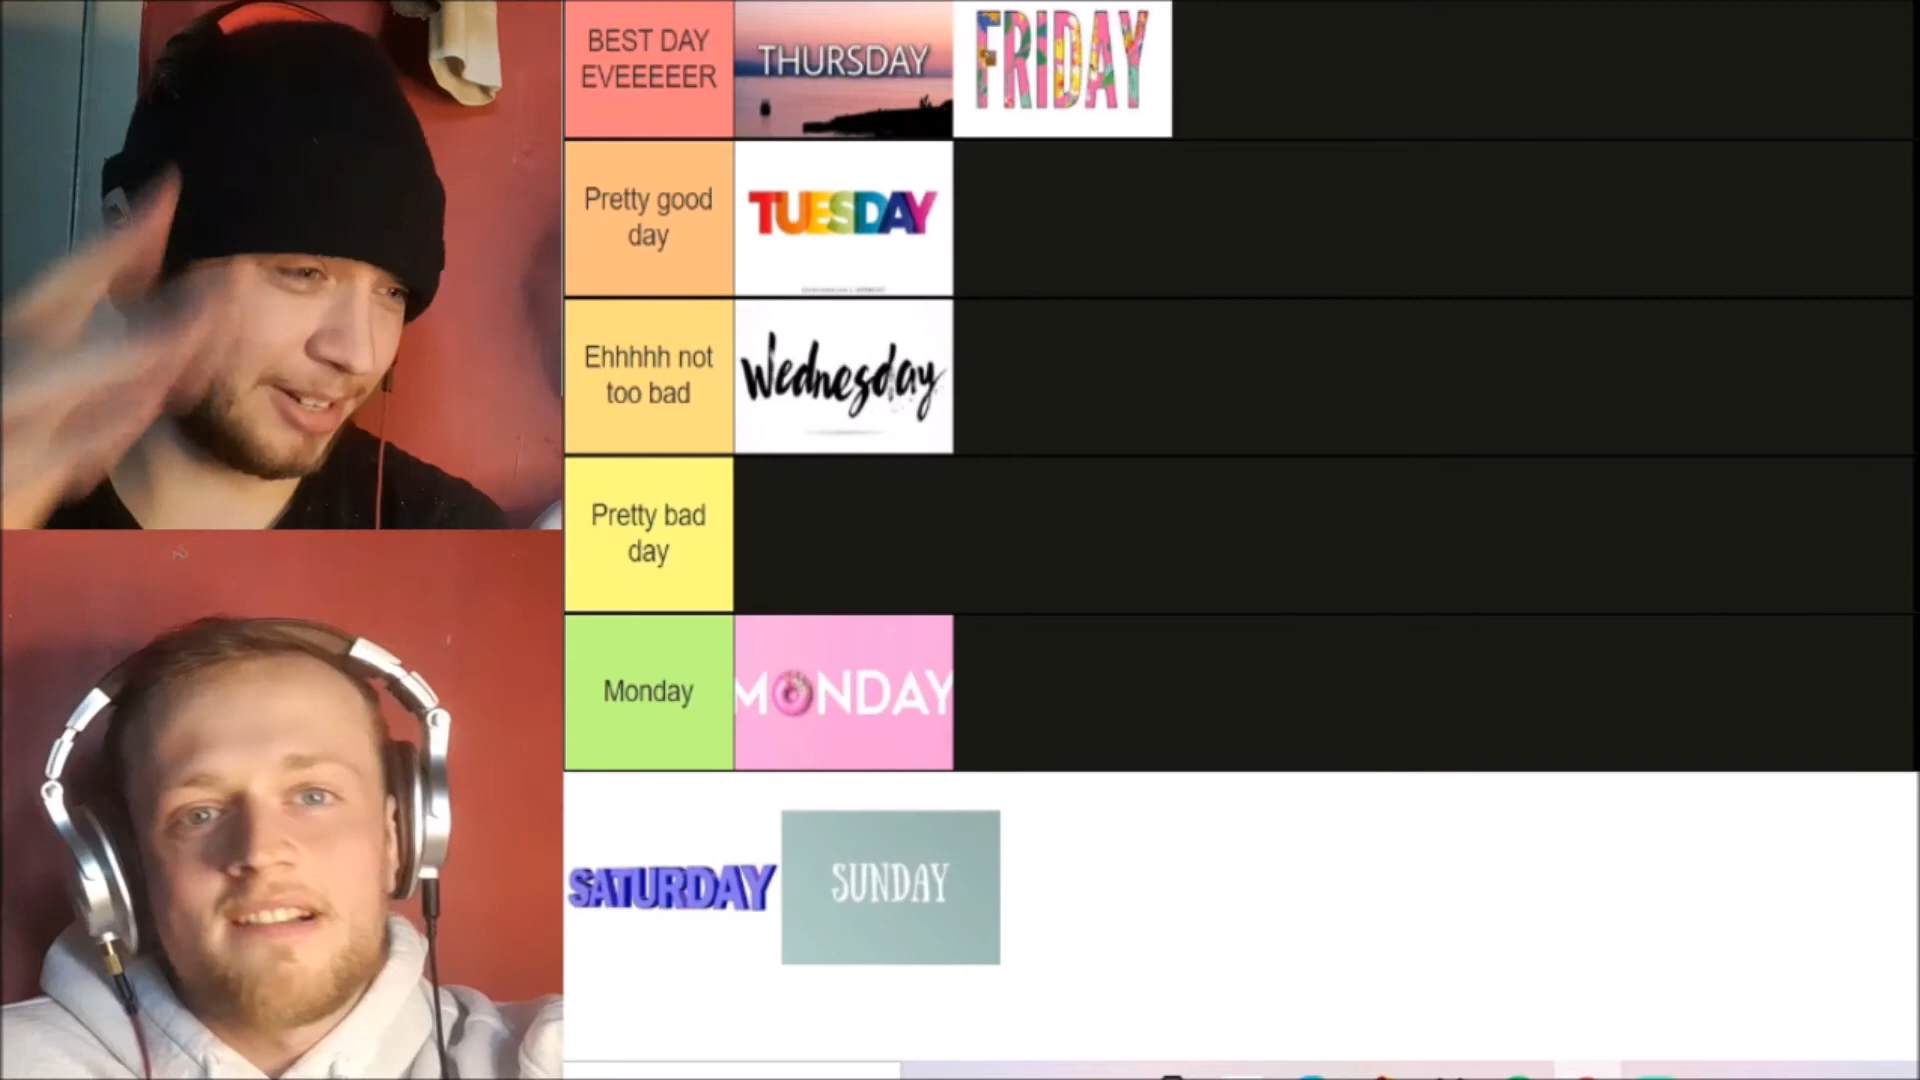 BEST DAY
EVEEEEER
THURSDAY
FRIDAY
Pretty good
day
TUESDAY
Ehhhhh not
too bad
Wednesday
Pretty bad
day
Monday
MONDAY
SATURDAY
SUNDAY